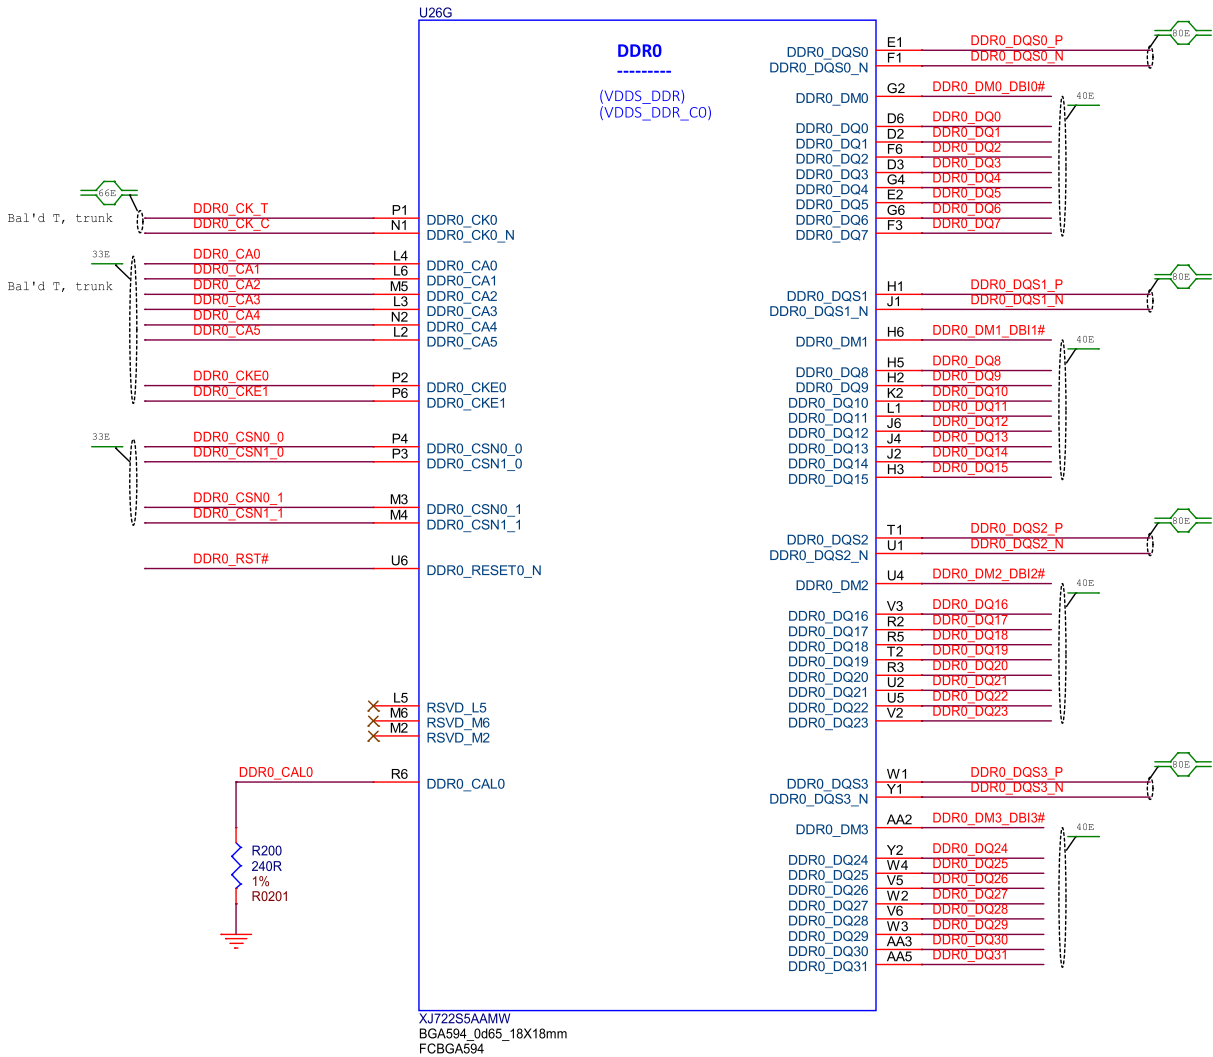 U26G
DDR0
---------
(VDDS_DDR)
(VDDS_DDR_C0)
66E
Bal'd T, trunk
DDR0_CK_T P1 DDR0_CK0
DDR0_CK_C N1 DDR0_CK0_N
33E
Bal'd T, trunk
DDR0_CA0 L4 DDR0_CA0
DDR0_CA1 L6 DDR0_CA1
DDR0_CA2 M5 DDR0_CA2
DDR0_CA3 L3 DDR0_CA3
DDR0_CA4 N2 DDR0_CA4
DDR0_CA5 L2 DDR0_CA5
DDR0_CKE0 P2 DDR0_CKE0
DDR0_CKE1 P6 DDR0_CKE1
33E
DDR0_CSN0_0 P4 DDR0_CSN0_0
DDR0_CSN1_0 P3 DDR0_CSN1_0
DDR0_CSN0_1 M3 DDR0_CSN0_1
DDR0_CSN1_1 M4 DDR0_CSN1_1
DDR0_RST# U6 DDR0_RESET0_N
L5 RSVD_L5
M6 RSVD_M6
M2 RSVD_M2
DDR0_CAL0 R6 DDR0_CAL0
R200
240R
1%
R0201
80E
DDR0_DQS0 E1 DDR0_DQS0_P
DDR0_DQS0_N F1 DDR0_DQS0_N
DDR0_DM0 G2 DDR0_DM0_DBI0#
40E
DDR0_DQ0 D6 DDR0_DQ0
DDR0_DQ1 D2 DDR0_DQ1
DDR0_DQ2 F6 DDR0_DQ2
DDR0_DQ3 D3 DDR0_DQ3
DDR0_DQ4 G4 DDR0_DQ4
DDR0_DQ5 E2 DDR0_DQ5
DDR0_DQ6 G6 DDR0_DQ6
DDR0_DQ7 F3 DDR0_DQ7
80E
DDR0_DQS1 H1 DDR0_DQS1_P
DDR0_DQS1_N J1 DDR0_DQS1_N
DDR0_DM1 H6 DDR0_DM1_DBI1#
40E
DDR0_DQ8 H5 DDR0_DQ8
DDR0_DQ9 H2 DDR0_DQ9
DDR0_DQ10 K2 DDR0_DQ10
DDR0_DQ11 L1 DDR0_DQ11
DDR0_DQ12 J6 DDR0_DQ12
DDR0_DQ13 J4 DDR0_DQ13
DDR0_DQ14 J2 DDR0_DQ14
DDR0_DQ15 H3 DDR0_DQ15
80E
DDR0_DQS2 T1 DDR0_DQS2_P
DDR0_DQS2_N U1 DDR0_DQS2_N
DDR0_DM2 U4 DDR0_DM2_DBI2#
40E
DDR0_DQ16 V3 DDR0_DQ16
DDR0_DQ17 R2 DDR0_DQ17
DDR0_DQ18 R5 DDR0_DQ18
DDR0_DQ19 T2 DDR0_DQ19
DDR0_DQ20 R3 DDR0_DQ20
DDR0_DQ21 U2 DDR0_DQ21
DDR0_DQ22 U5 DDR0_DQ22
DDR0_DQ23 V2 DDR0_DQ23
80E
DDR0_DQS3 W1 DDR0_DQS3_P
DDR0_DQS3_N Y1 DDR0_DQS3_N
DDR0_DM3 AA2 DDR0_DM3_DBI3#
40E
DDR0_DQ24 Y2 DDR0_DQ24
DDR0_DQ25 W4 DDR0_DQ25
DDR0_DQ26 V5 DDR0_DQ26
DDR0_DQ27 W2 DDR0_DQ27
DDR0_DQ28 V6 DDR0_DQ28
DDR0_DQ29 W3 DDR0_DQ29
DDR0_DQ30 AA3 DDR0_DQ30
DDR0_DQ31 AA5 DDR0_DQ31
XJ722S5AAMW
BGA594_0d65_18X18mm
FCBGA594